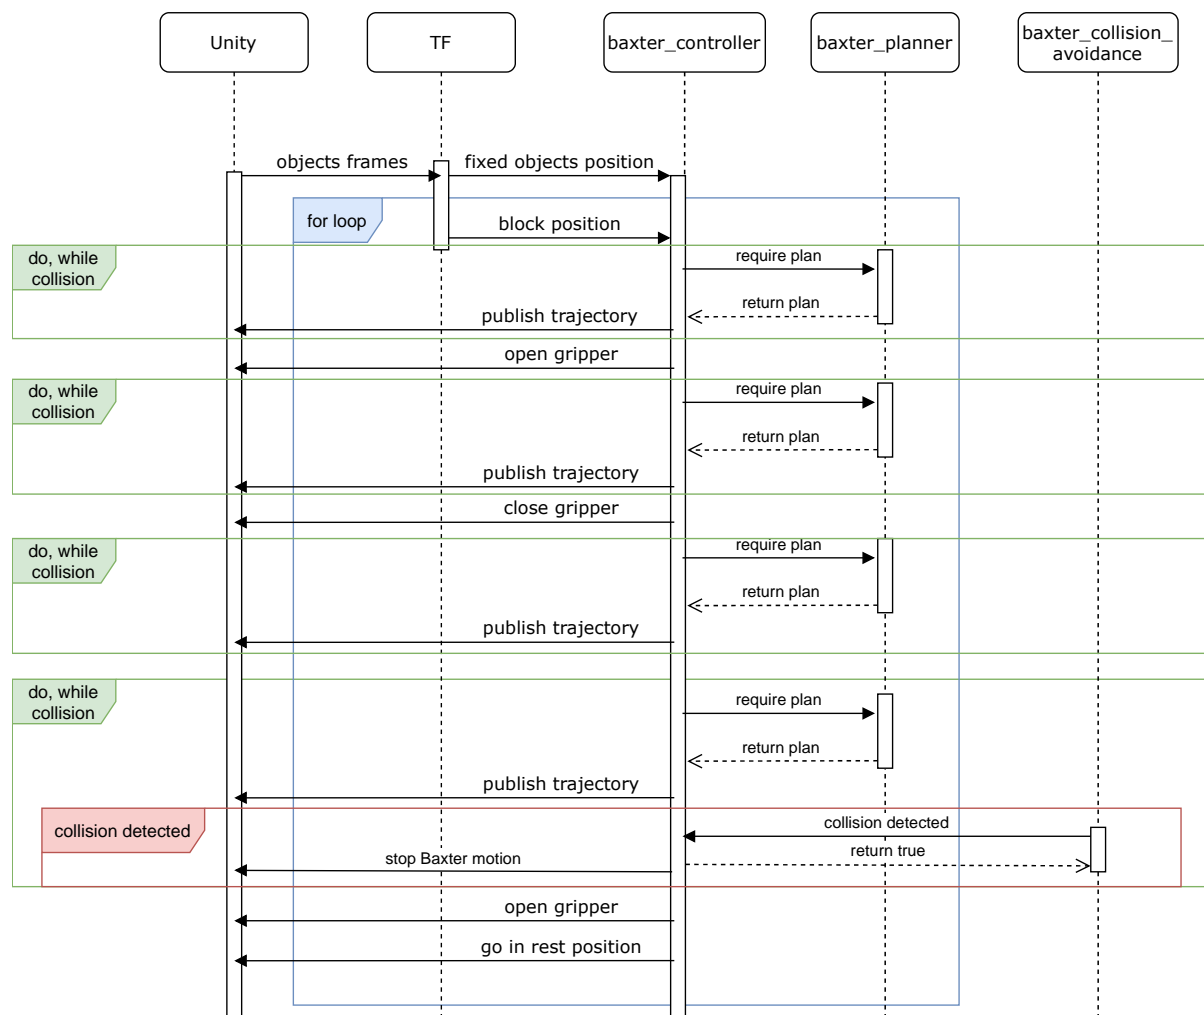 Unity
TF
baxter_controller
baxter_planner
baxter_collision_
avoidance
objects frames
fixed objects position
for loop
block position
do, while
collision
require plan
return plan
publish trajectory
open gripper
do, while
collision
require plan
return plan
publish trajectory
close gripper
do, while
collision
require plan
return plan
publish trajectory
do, while
collision
require plan
return plan
publish trajectory
collision detected
collision detected
return true
stop Baxter motion
open gripper
go in rest position